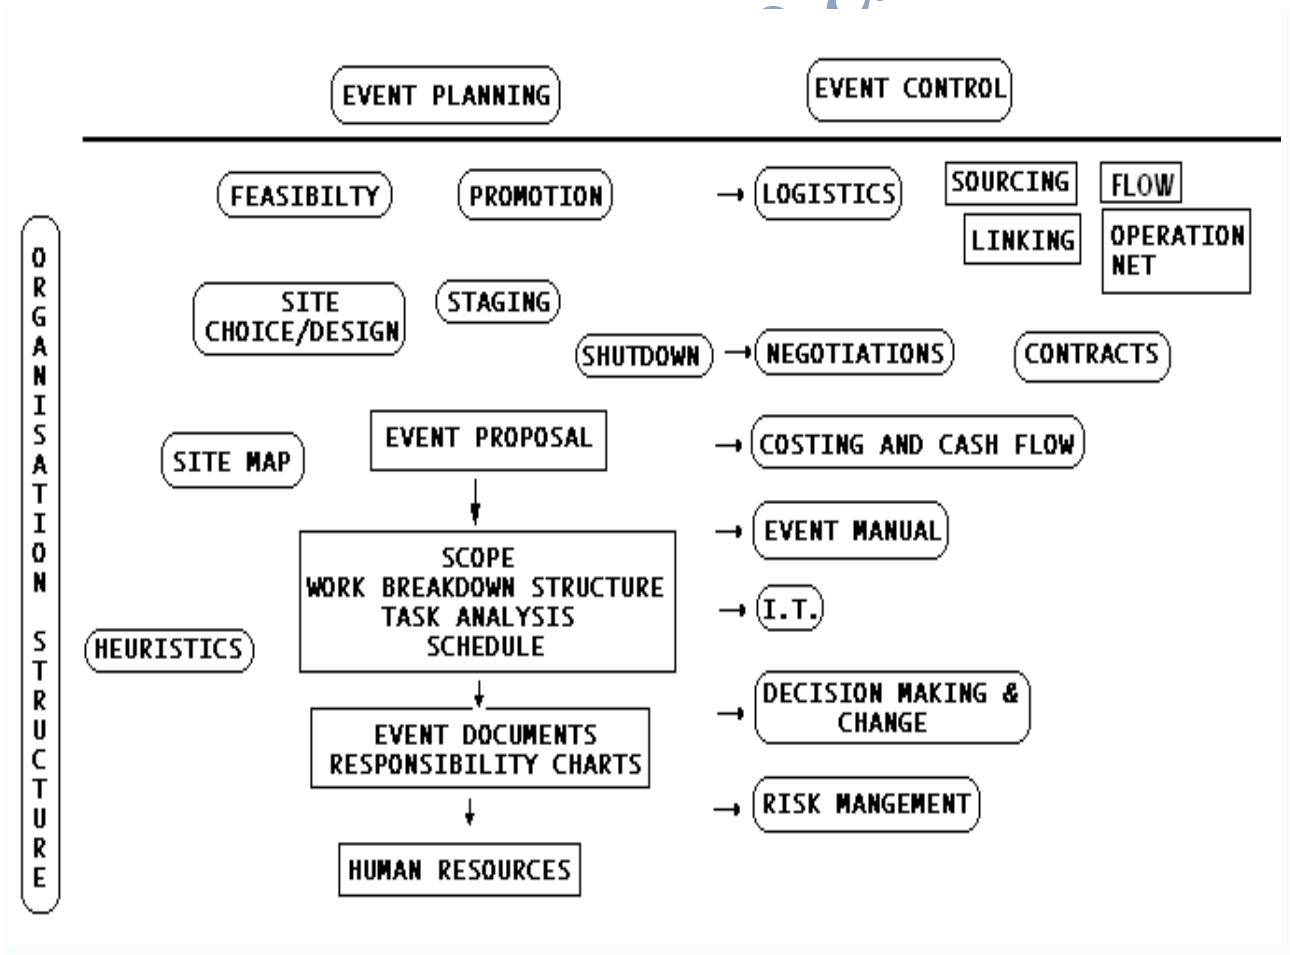 EVENT PLANNING
EVENT CONTROL
FEASIBILTY
PROMOTION
LOGISTICS
SOURCING
FLOW
LINKING
OPERATION
NET
SITE
CHOICE/DESIGN
STAGING
SHUTDOWN
NEGOTIATIONS
CONTRACTS
EVENT PROPOSAL
COSTING AND CASH FLOW
SITE MAP
EVENT MANUAL
SCOPE
WORK BREAKDOWN STRUCTURE
TASK ANALYSIS
SCHEDULE
I.T.
HEURISTICS
DECISION MAKING &
CHANGE
EVENT DOCUMENTS
RESPONSIBILITY CHARTS
RISK MANGEMENT
HUMAN RESOURCES
ORGANISATION STRUCTURE